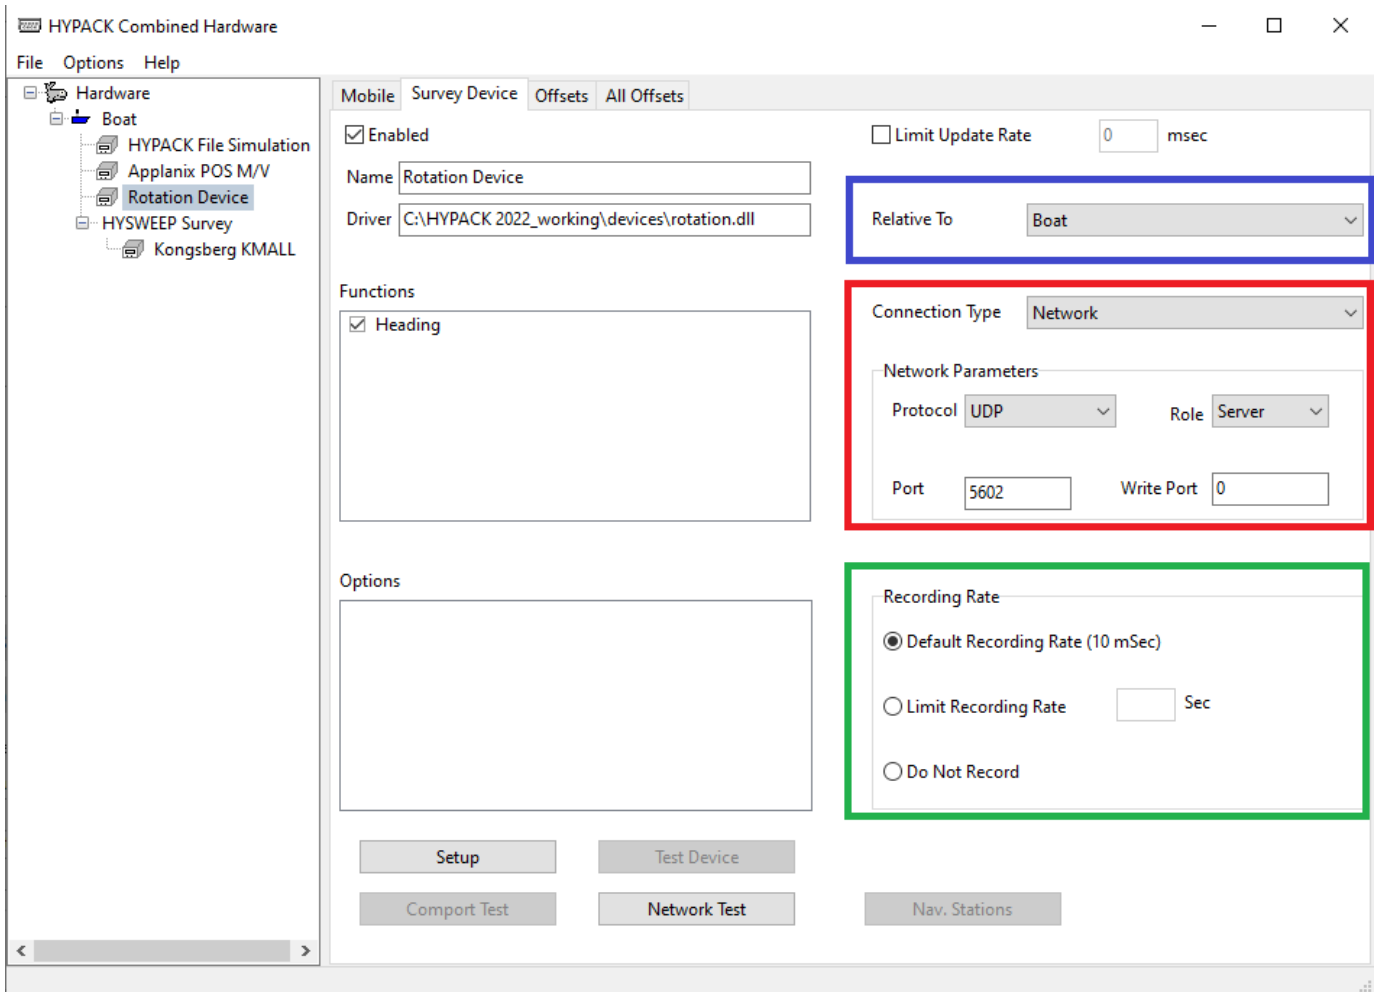 HYPACK Combined Hardware
File Options Help
Hardware
Boat
HYPACK File Simulation
Applanix POS M/V
Rotation Device
HYSWEEP Survey
Kongsberg KMALL
Mobile Survey Device Offsets All Offsets
Enabled
Limit Update Rate 0 msec
Name Rotation Device
Driver C:\HYPACK 2022_working\devices\rotation.dll
Relative To Boat
Functions
Heading
Connection Type Network
Network Parameters
Protocol UDP Role Server
Port 5602 Write Port 0
Options
Recording Rate
Default Recording Rate (10 mSec)
Limit Recording Rate Sec
Do Not Record
Setup Test Device
Comport Test Network Test Nav. Stations